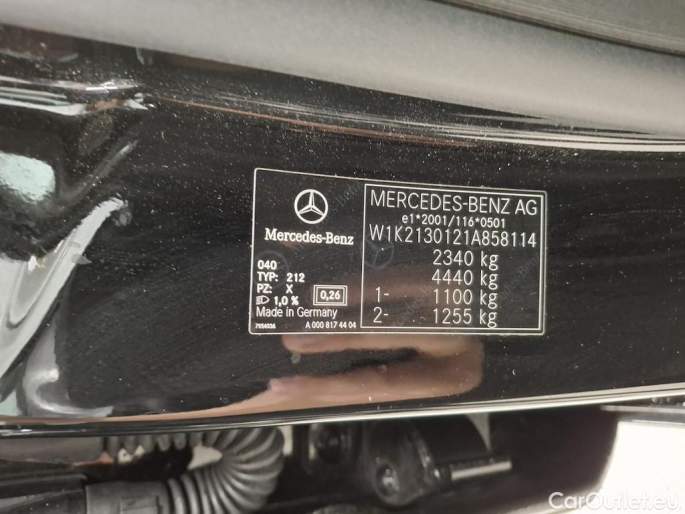 Mercedes-Benz
040
TYP: 212
PZ: X
1,0 %
0,26
Made in Germany
7954036
A 000 817 44 04
MERCEDES-BENZ AG
e1*2001/116*0501
W1K2130121A858114
2340 kg
4440 kg
1- 1100 kg
2- 1255 kg
CarOutlet.eu